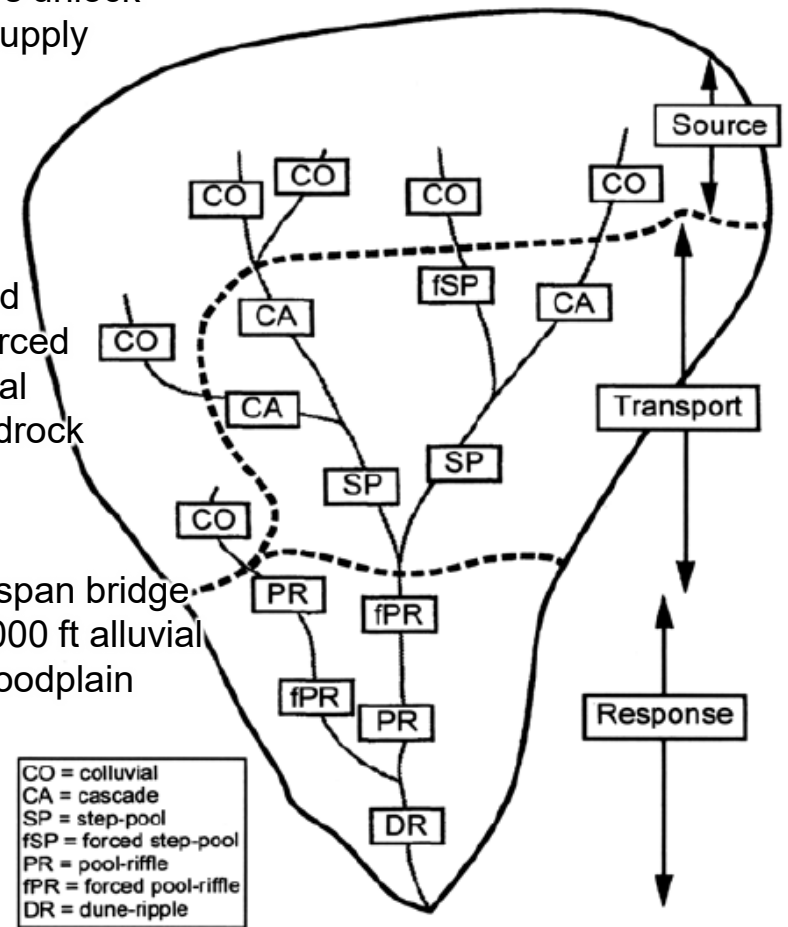 unlock
upply
Source
CO
CO
CO
CO
fSP
d
rced
al
drock
CO
CA
CA
CA
Transport
SP
SP
CO
span bridge
000 ft alluvial
oodplain
PR
fPR
fPR
PR
Response
DR
CO = colluvial
CA = cascade
SP = step-pool
fSP = forced step-pool
PR = pool-riffle
fPR = forced pool-riffle
DR = dune-ripple